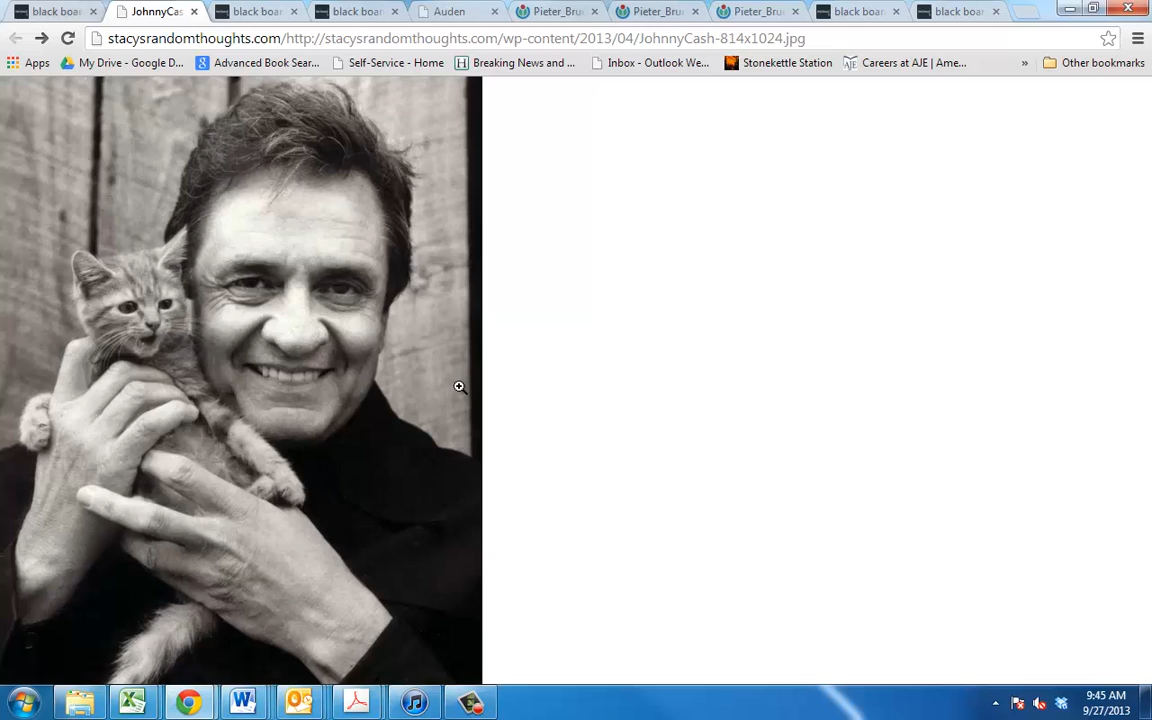 black boar
JohnnyCas
black boar
black boar
Auden
Pieter_Bru
Pieter_Bru
Pieter_Bru
black boar
black boar
stacysrandomthoughts.com/http://stacysrandomthoughts.com/wp-content/2013/04/JohnnyCash-814x1024.jpg
Apps My Drive - Google D... Advanced Book Sear... Self-Service - Home Breaking News and ... Inbox - Outlook We... Stonekettle Station Careers at AJE | Ame... » Other bookmarks
9:45 AM
9/27/2013